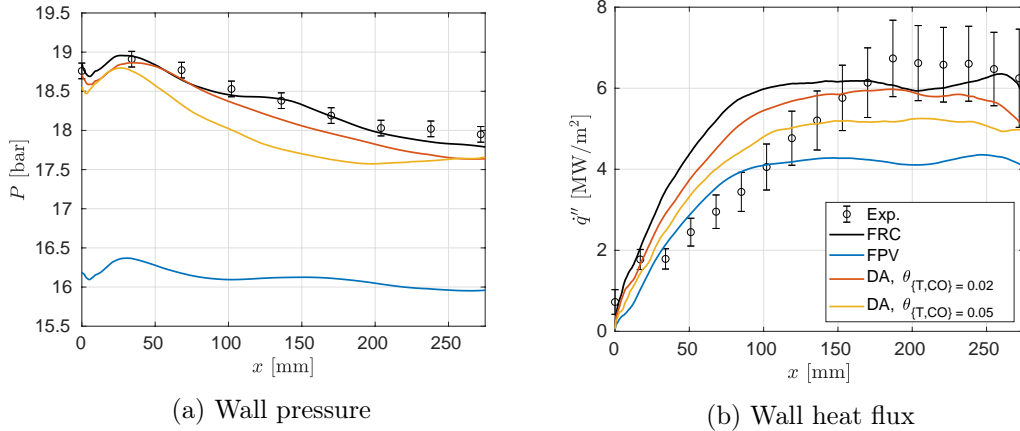 19.5
19
18.5
18
17.5
17
16.5
16
15.5
P [bar]
0 50 100 150 200 250
x [mm]
(a) Wall pressure
8
6
4
2
0
q̇″ [MW/m²]
Exp.
FRC
FPV
DA, θ{T,CO} = 0.02
DA, θ{T,CO} = 0.05
0 50 100 150 200 250
x [mm]
(b) Wall heat flux